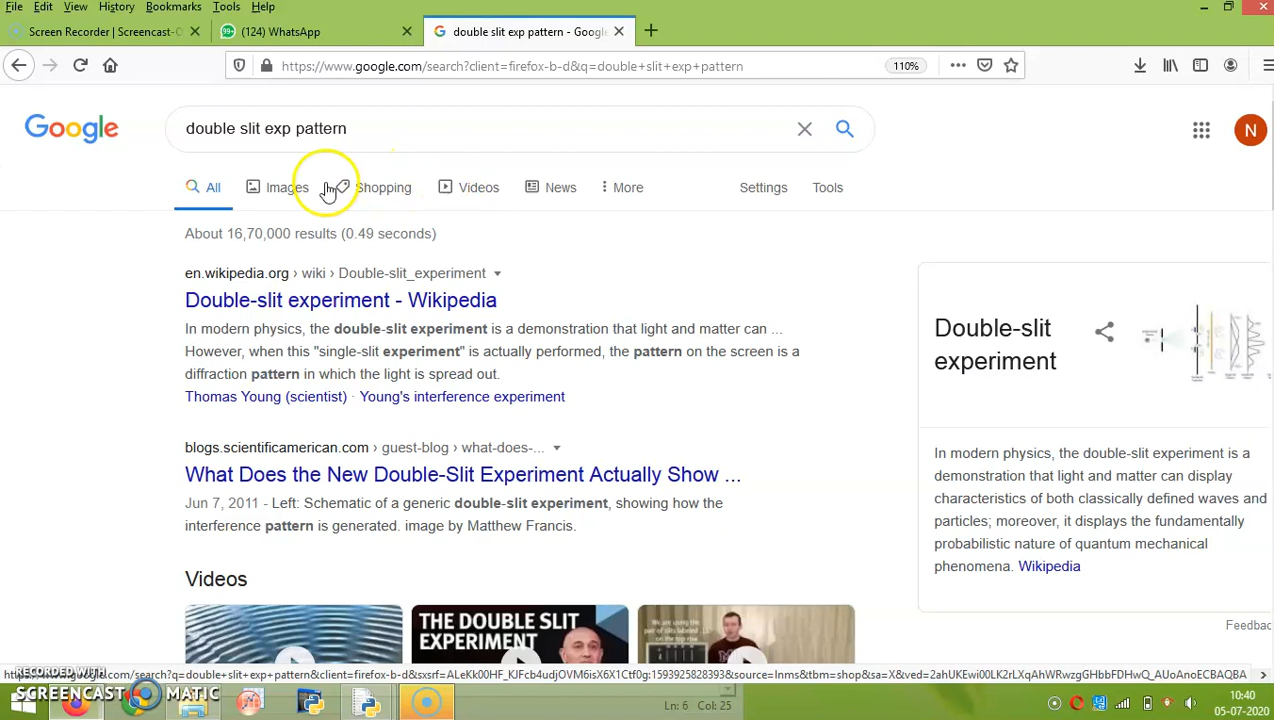 File Edit View History Bookmarks Tools Help
Screen Recorder | Screencast-O
(124) WhatsApp
double slit exp pattern - Google
https://www.google.com/search?client=firefox-b-d&q=double+slit+exp+pattern
110%
Google
double slit exp pattern
N
All Images Shopping Videos News More Settings Tools
About 16,70,000 results (0.49 seconds)
en.wikipedia.org › wiki › Double-slit_experiment
Double-slit experiment - Wikipedia
In modern physics, the double-slit experiment is a demonstration that light and matter can ...
However, when this "single-slit experiment" is actually performed, the pattern on the screen is a
diffraction pattern in which the light is spread out.
Thomas Young (scientist) · Young's interference experiment
blogs.scientificamerican.com › guest-blog › what-does-...
What Does the New Double-Slit Experiment Actually Show ...
Jun 7, 2011 - Left: Schematic of a generic double-slit experiment, showing how the
interference pattern is generated. image by Matthew Francis.
Videos
THE DOUBLE SLIT
EXPERIMENT
Double-slit
experiment
In modern physics, the double-slit experiment is a
demonstration that light and matter can display
characteristics of both classically defined waves and
particles; moreover, it displays the fundamentally
probabilistic nature of quantum mechanical
phenomena. Wikipedia
Feedbac
RECORDED WITH
SCREENCAST MATIC
Ln: 6 Col: 25
10:40
05-07-2020